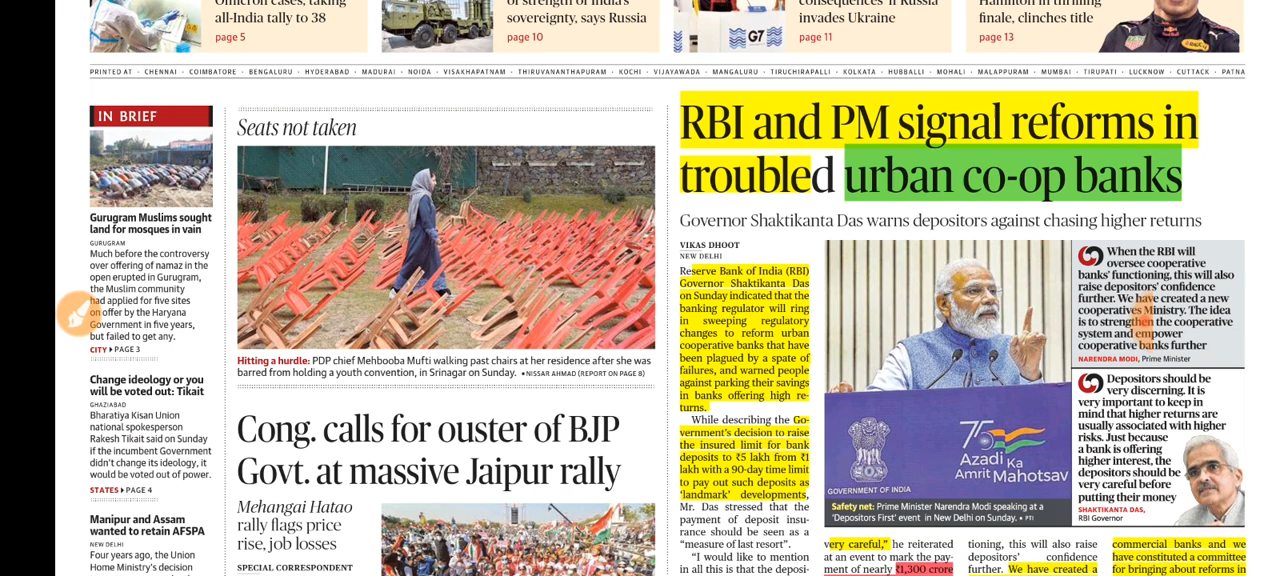 Omicron cases, taking
all-India tally to 38
page 5
of strength of India's
sovereignty, says Russia
page 10
G7
consequences' if Russia
invades Ukraine
page 11
Hamilton in thrilling
finale, clinches title
page 13
PRINTED AT · CHENNAI · COIMBATORE · BENGALURU · HYDERABAD · MADURAI · NOIDA · VISAKHAPATNAM · THIRUVANANTHAPURAM · KOCHI · VIJAYAWADA · MANGALURU · TIRUCHIRAPALLI · KOLKATA · HUBBALLI · MOHALI · MALAPPURAM · MUMBAI · TIRUPATI · LUCKNOW · CUTTACK · PATNA
IN BRIEF
Gurugram Muslims sought
land for mosques in vain
GURUGRAM
Much before the controversy
over offering of namaz in the
open erupted in Gurugram,
the Muslim community
had applied for five sites
on offer by the Haryana
Government in five years,
but failed to get any.
CITY ▸ PAGE 3
Change ideology or you
will be voted out: Tikait
GHAZIABAD
Bharatiya Kisan Union
national spokesperson
Rakesh Tikait said on Sunday
if the incumbent Government
didn't change its ideology, it
would be voted out of power.
STATES ▸ PAGE 4
Manipur and Assam
wanted to retain AFSPA
NEW DELHI
Four years ago, the Union
Home Ministry's decision
Seats not taken
Hitting a hurdle: PDP chief Mehbooba Mufti walking past chairs at her residence after she was
barred from holding a youth convention, in Srinagar on Sunday. ▪ NISSAR AHMAD (REPORT ON PAGE 8)
Cong. calls for ouster of BJP
Govt. at massive Jaipur rally
Mehangai Hatao
rally flags price
rise, job losses
SPECIAL CORRESPONDENT
RBI and PM signal reforms in
troubled urban co-op banks
Governor Shaktikanta Das warns depositors against chasing higher returns
VIKAS DHOOT
NEW DELHI
Reserve Bank of India (RBI)
Governor Shaktikanta Das
on Sunday indicated that the
banking regulator will ring
in sweeping regulatory
changes to reform urban
cooperative banks that have
been plagued by a spate of
failures, and warned people
against parking their savings
in banks offering high re-
turns.
While describing the Go-
vernment's decision to raise
the insured limit for bank
deposits to ₹5 lakh from ₹1
lakh with a 90-day time limit
to pay out such deposits as
'landmark' developments,
Mr. Das stressed that the
payment of deposit insu-
rance should be seen as a
"measure of last resort".
"I would like to mention
in all this is that the deposi-
75
Azadi Ka
Amrit Mahotsav
GOVERNMENT OF INDIA
Safety net: Prime Minister Narendra Modi speaking at a
'Depositors First' event in New Delhi on Sunday. ▪ PTI
When the RBI will
oversee cooperative
banks' functioning, this will also
raise depositors' confidence
further. We have created a new
cooperatives Ministry. The idea
is to strengthen the cooperative
system and empower
cooperative banks further
NARENDRA MODI, Prime Minister
Depositors should be
very discerning. It is
very important to keep in
mind that higher returns are
usually associated with higher
risks. Just because
a bank is offering
higher interest, the
depositors should be
very careful before
putting their money
SHAKTIKANTA DAS,
RBI Governor
very careful," he reiterated
at an event to mark the pay-
ment of nearly ₹1,300 crore
tioning, this will also raise
depositors' confidence
further. We have created a
commercial banks and we
have constituted a committee
for bringing about reforms in